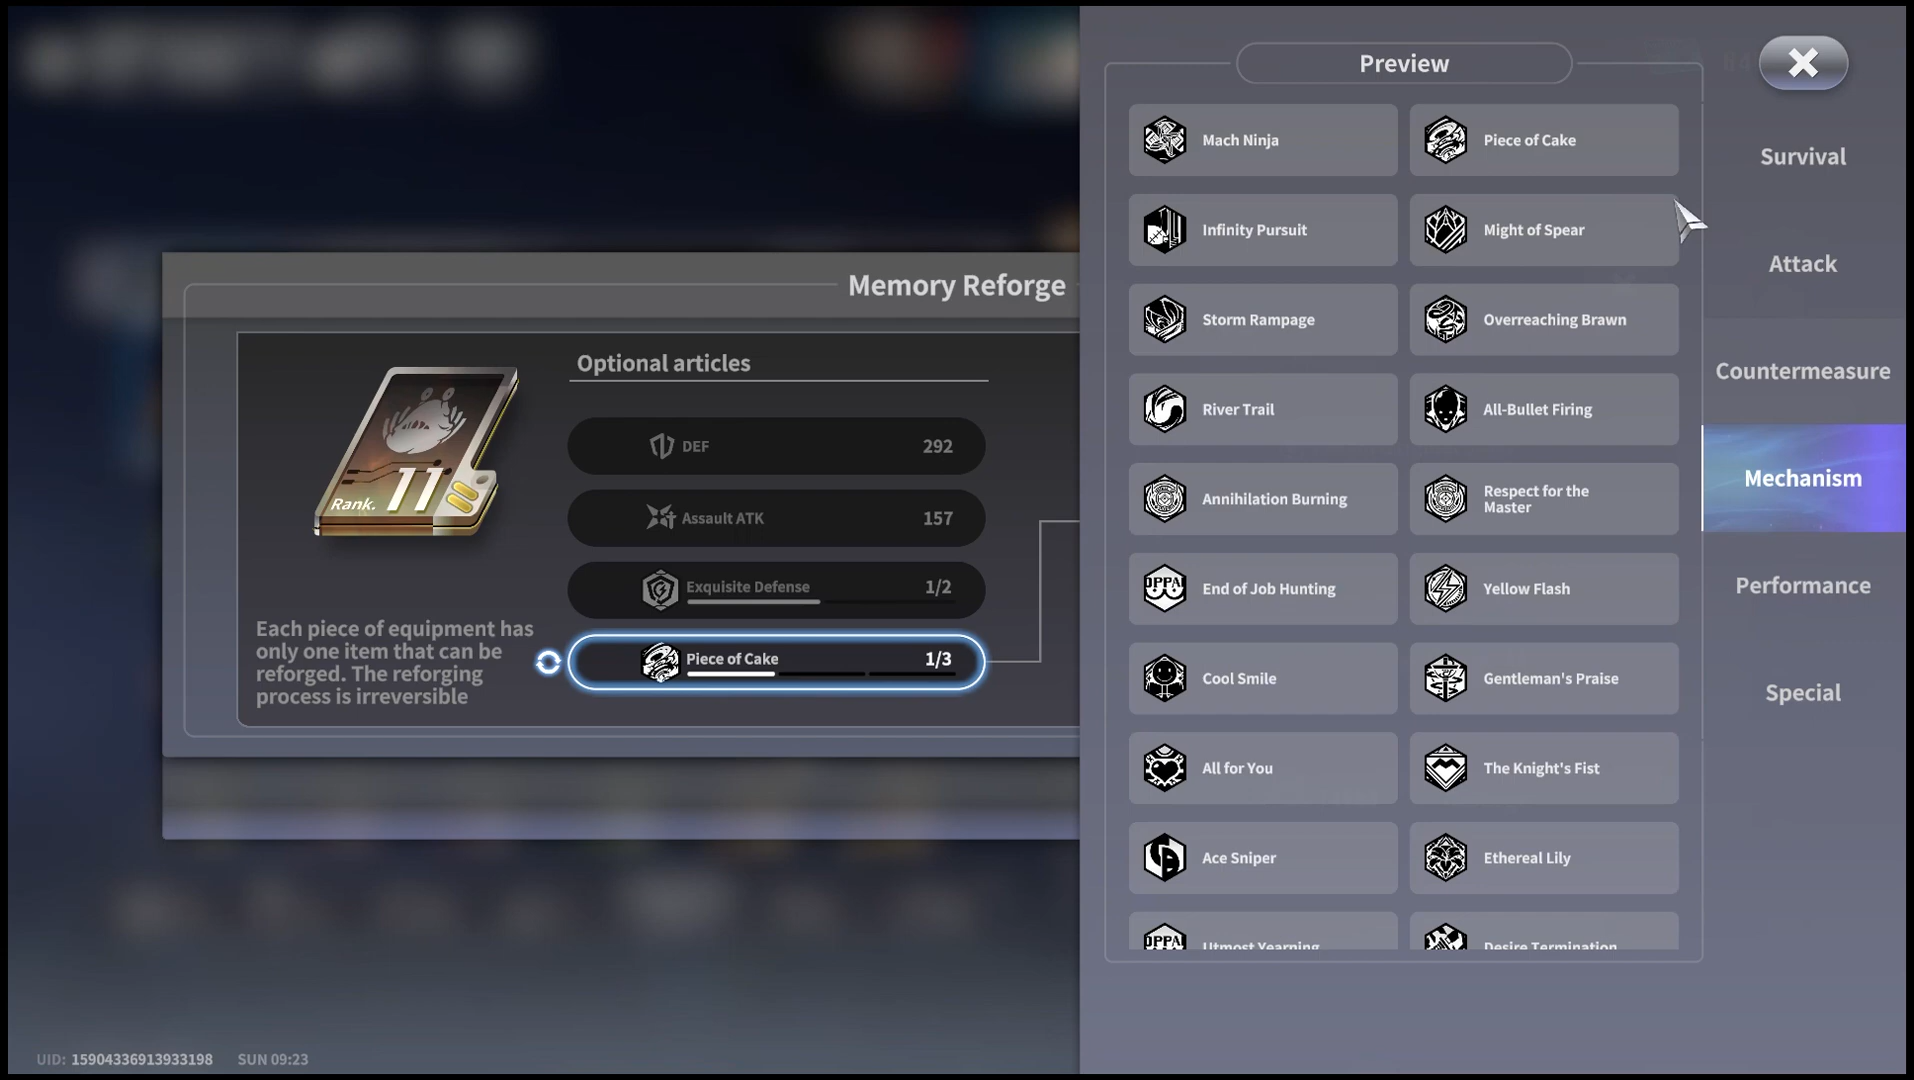 Memory Reforge
Rank. 11
Each piece of equipment has
only one item that can be
reforged. The reforging
process is irreversible
Optional articles
DEF 292
Assault ATK 157
Exquisite Defense 1/2
Piece of Cake 1/3
Preview
Mach Ninja
Piece of Cake
Infinity Pursuit
Might of Spear
Storm Rampage
Overreaching Brawn
River Trail
All-Bullet Firing
Annihilation Burning
Respect for the
Master
End of Job Hunting
Yellow Flash
Cool Smile
Gentleman's Praise
All for You
The Knight's Fist
Ace Sniper
Ethereal Lily
Utmost Yearning
Desire Termination
Survival
Attack
Countermeasure
Mechanism
Performance
Special
UID: 15904336913933198 SUN 09:23